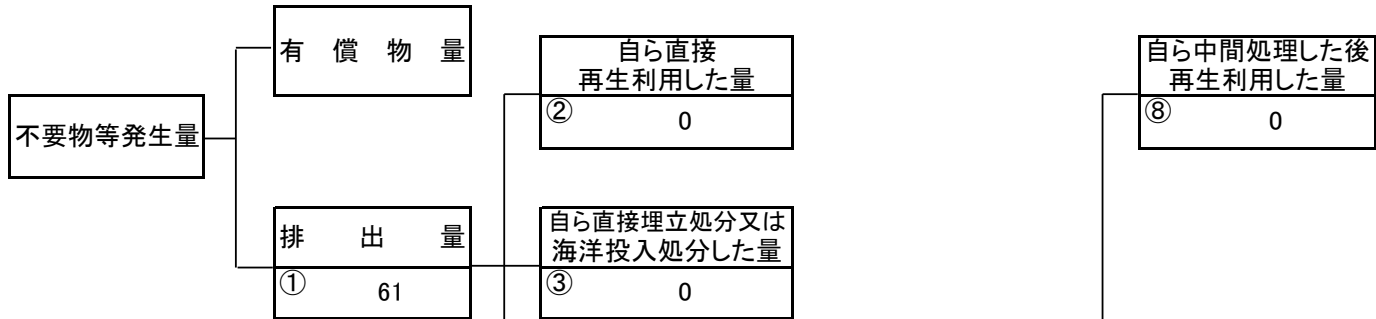 有償物量
自ら直接
再生利用した量
② 0
自ら中間処理した後
再生利用した量
⑧ 0
不要物等発生量
排出量
① 61
自ら直接埋立処分又は
海洋投入処分した量
③ 0